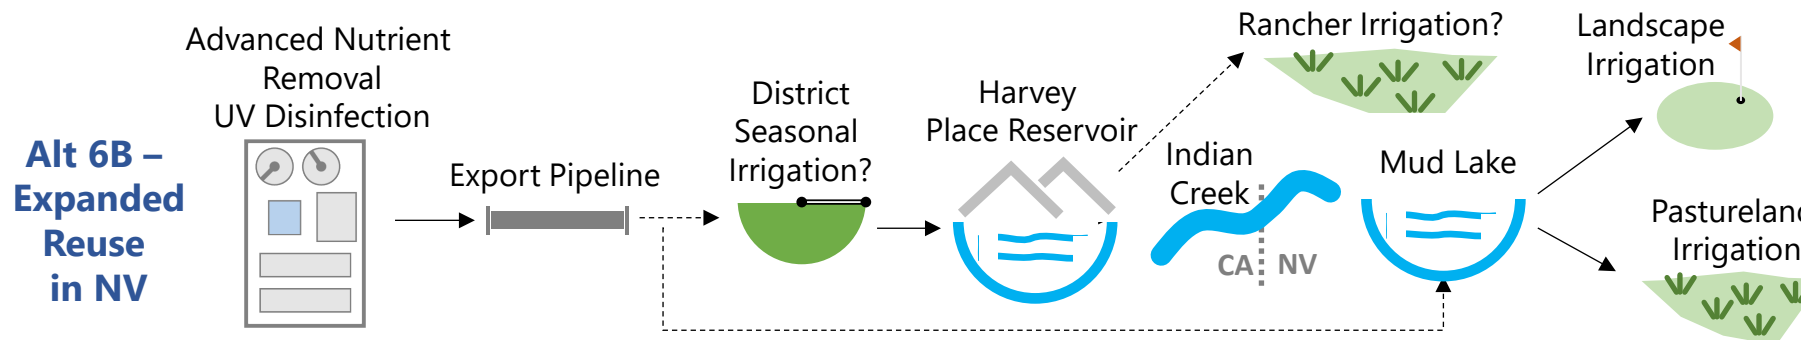 Alt 6B –
Expanded
Reuse
in NV
Advanced Nutrient
Removal
UV Disinfection
Export Pipeline
District
Seasonal
Irrigation?
Harvey
Place Reservoir
Rancher Irrigation?
Indian
Creek
CA
NV
Mud Lake
Landscape
Irrigation
Pastureland
Irrigation